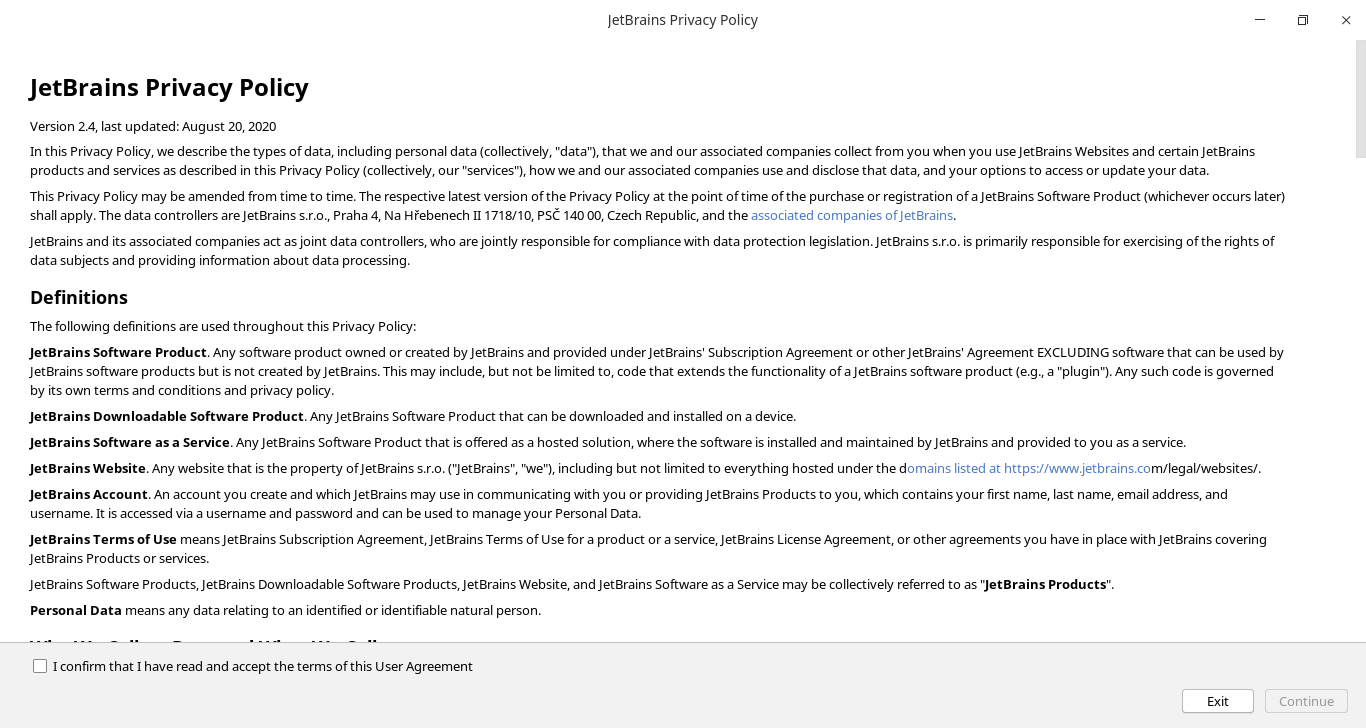 JetBrains Privacy Policy
JetBrains Privacy Policy
Version 2.4, last updated: August 20, 2020
In this Privacy Policy, we describe the types of data, including personal data (collectively, "data"), that we and our associated companies collect from you when you use JetBrains Websites and certain JetBrains
products and services as described in this Privacy Policy (collectively, our "services"), how we and our associated companies use and disclose that data, and your options to access or update your data.
This Privacy Policy may be amended from time to time. The respective latest version of the Privacy Policy at the point of time of the purchase or registration of a JetBrains Software Product (whichever occurs later)
shall apply. The data controllers are JetBrains s.r.o., Praha 4, Na Hřebenech II 1718/10, PSČ 140 00, Czech Republic, and the associated companies of JetBrains.
JetBrains and its associated companies act as joint data controllers, who are jointly responsible for compliance with data protection legislation. JetBrains s.r.o. is primarily responsible for exercising of the rights of
data subjects and providing information about data processing.
Definitions
The following definitions are used throughout this Privacy Policy:
JetBrains Software Product. Any software product owned or created by JetBrains and provided under JetBrains' Subscription Agreement or other JetBrains' Agreement EXCLUDING software that can be used by
JetBrains software products but is not created by JetBrains. This may include, but not be limited to, code that extends the functionality of a JetBrains software product (e.g., a "plugin"). Any such code is governed
by its own terms and conditions and privacy policy.
JetBrains Downloadable Software Product. Any JetBrains Software Product that can be downloaded and installed on a device.
JetBrains Software as a Service. Any JetBrains Software Product that is offered as a hosted solution, where the software is installed and maintained by JetBrains and provided to you as a service.
JetBrains Website. Any website that is the property of JetBrains s.r.o. ("JetBrains", "we"), including but not limited to everything hosted under the domains listed at https://www.jetbrains.com/legal/websites/.
JetBrains Account. An account you create and which JetBrains may use in communicating with you or providing JetBrains Products to you, which contains your first name, last name, email address, and
username. It is accessed via a username and password and can be used to manage your Personal Data.
JetBrains Terms of Use means JetBrains Subscription Agreement, JetBrains Terms of Use for a product or a service, JetBrains License Agreement, or other agreements you have in place with JetBrains covering
JetBrains Products or services.
JetBrains Software Products, JetBrains Downloadable Software Products, JetBrains Website, and JetBrains Software as a Service may be collectively referred to as "JetBrains Products".
Personal Data means any data relating to an identified or identifiable natural person.
I confirm that I have read and accept the terms of this User Agreement
Exit
Continue